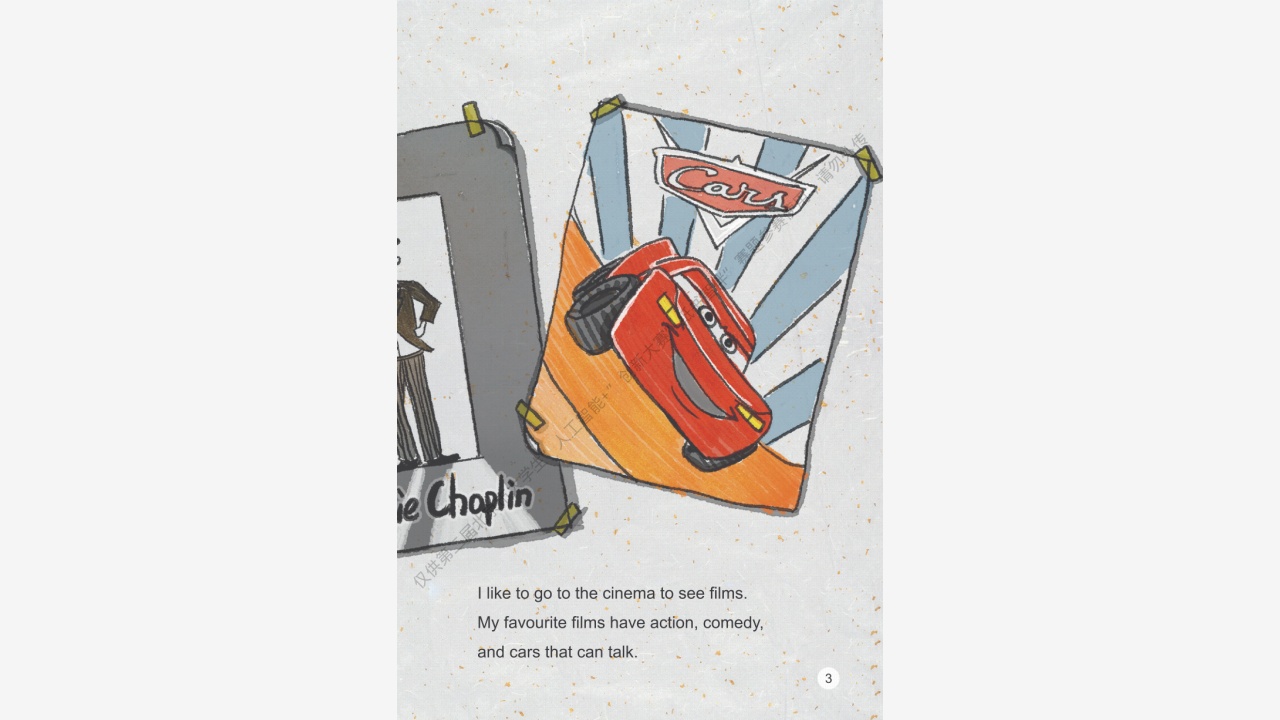 Cars
ie Chaplin
I like to go to the cinema to see films.
My favourite films have action, comedy,
and cars that can talk.
3